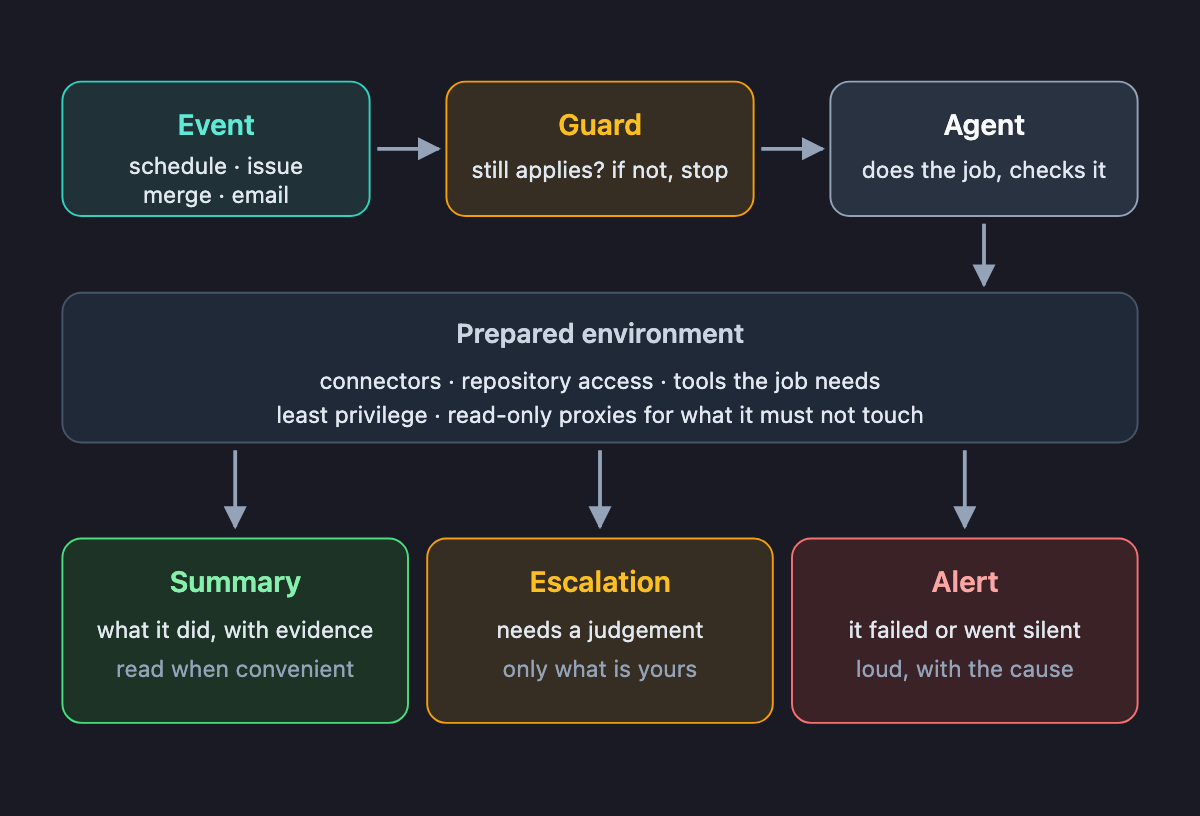 Event
schedule · issue
merge · email
Guard
still applies? if not, stop
Agent
does the job, checks it
Prepared environment
connectors · repository access · tools the job needs
least privilege · read-only proxies for what it must not touch
Summary
what it did, with evidence
read when convenient
Escalation
needs a judgement
only what is yours
Alert
it failed or went silent
loud, with the cause